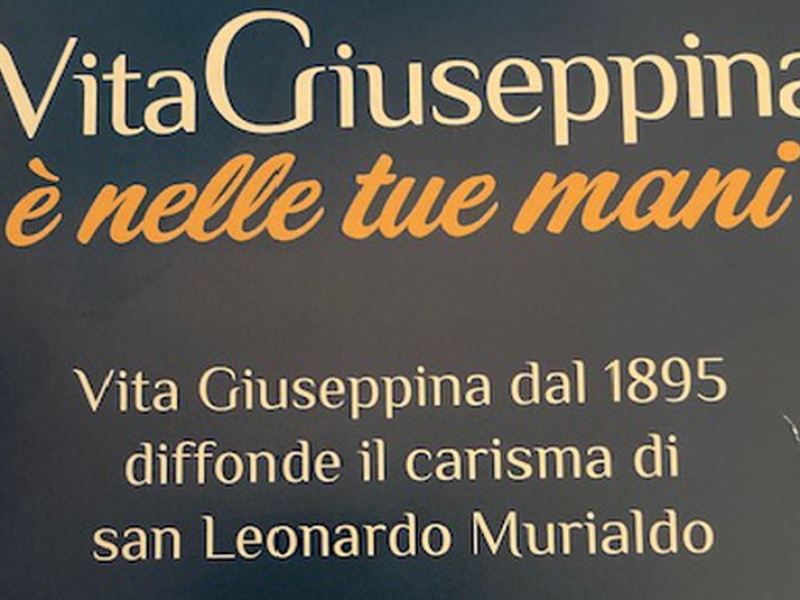 VitaGiuseppina
è nelle tue mani
Vita Giuseppina dal 1895
diffonde il carisma di
san Leonardo Murialdo